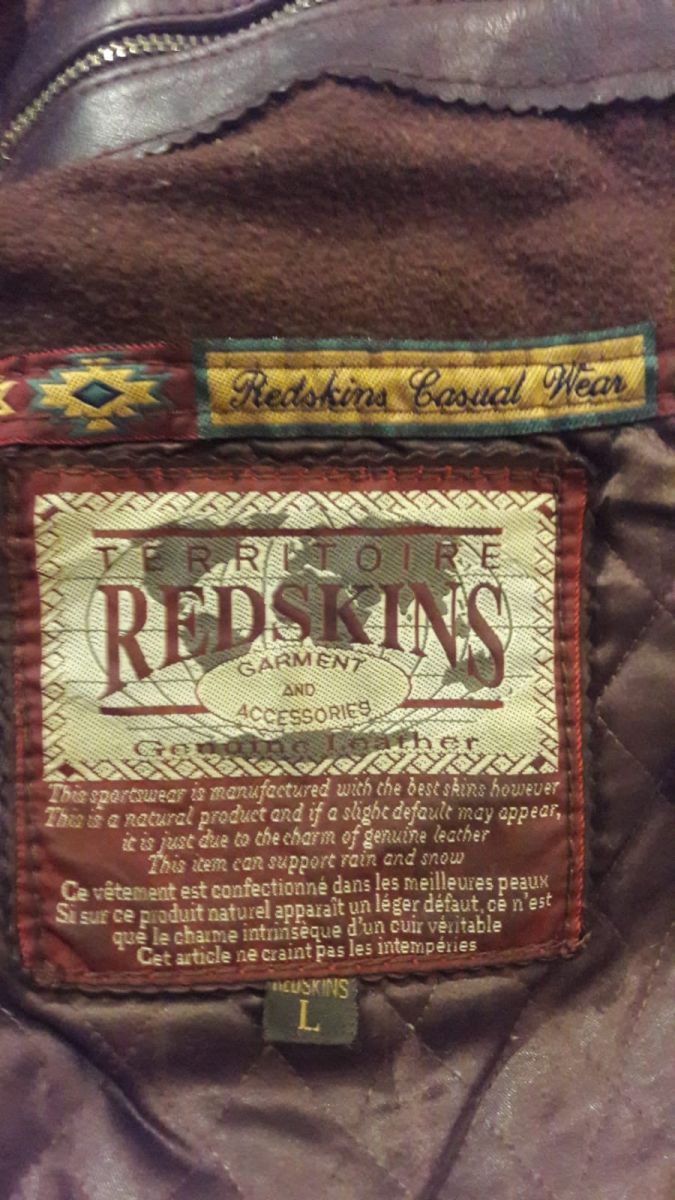 Redskins Casual Wear
TERRITOIRE
REDSKINS
GARMENT
AND
ACCESSORIES
Genuine Leather
This sportswear is manufactured with the best skins however
This is a natural product and if a slight default may appear,
it is just due to the charm of genuine leather
This item can support rain and snow
Ce vêtement est confectionné dans les meilleures peaux
Si sur ce produit naturel apparaît un léger défaut, ce n'est
que le charme intrinsèque d'un cuir véritable
Cet article ne craint pas les intempéries
REDSKINS
L